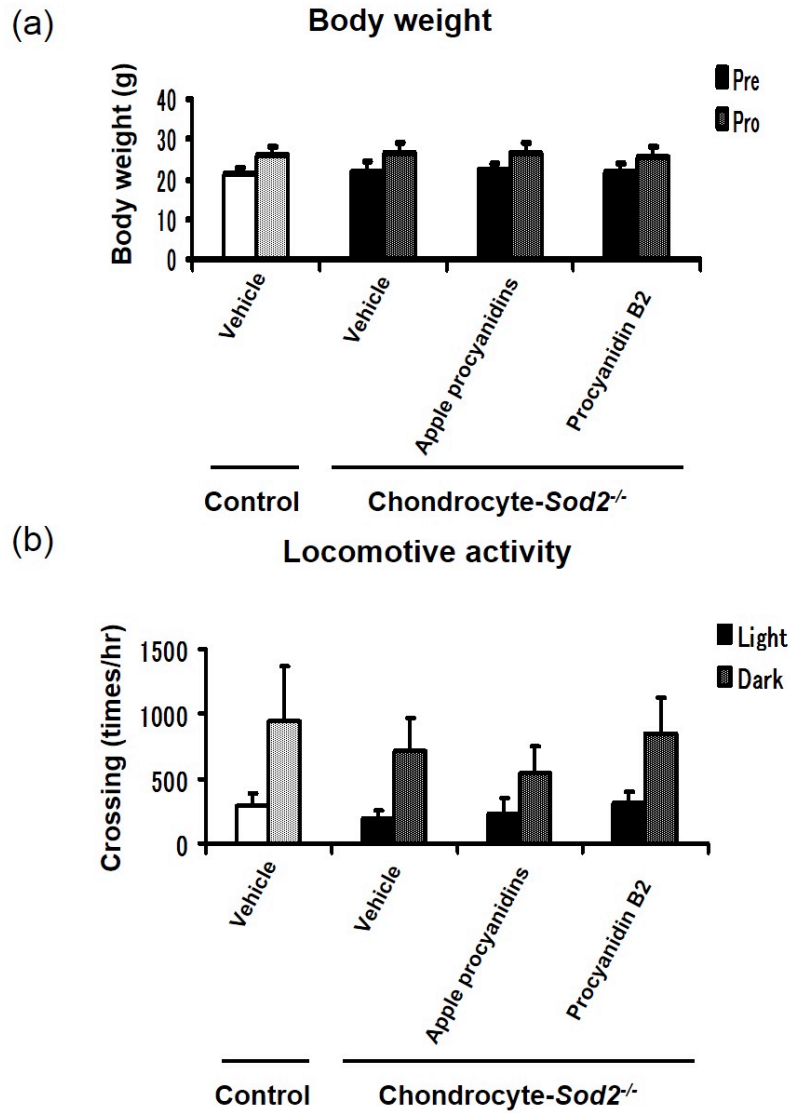 (a)
Body weight
Body weight (g)
40
30
20
10
0
Pre
Pro
Vehicle
Vehicle
Apple procyanidins
Procyanidin B2
Control
Chondrocyte-Sod2-/-
(b)
Locomotive activity
Crossing (times/hr)
1500
1000
500
0
Light
Dark
Vehicle
Vehicle
Apple procyanidins
Procyanidin B2
Control
Chondrocyte-Sod2-/-